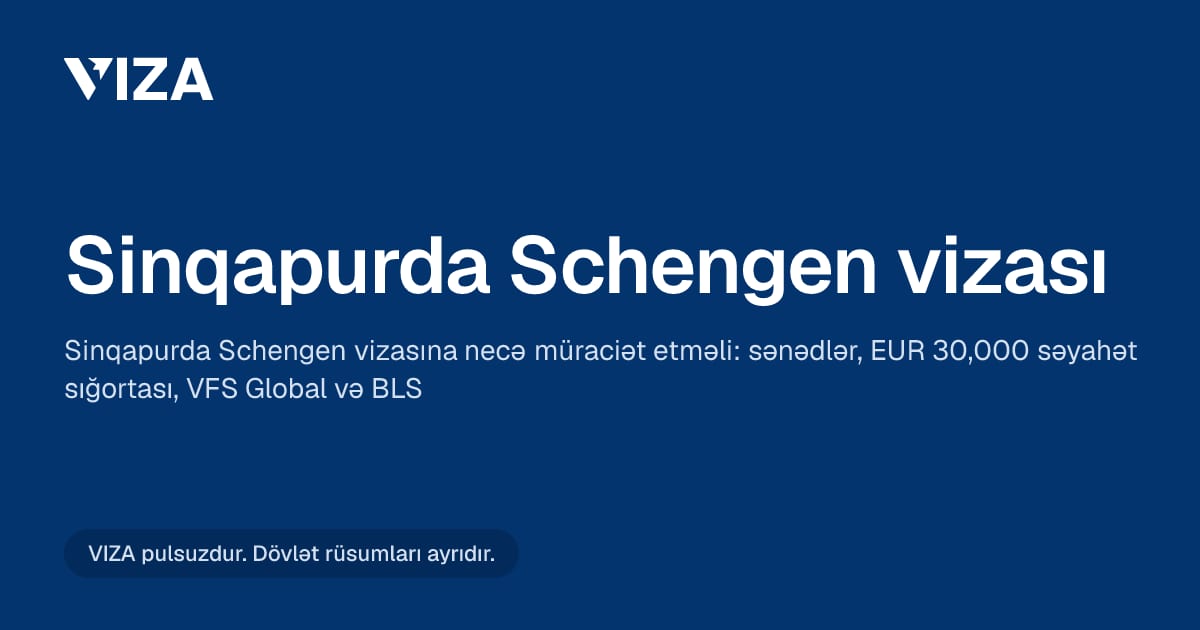 VIZA
Sinqapurda Schengen vizası
Sinqapurda Schengen vizasına necə müraciət etməli: sənədlər, EUR 30,000 səyahət
sığortası, VFS Global və BLS
VIZA pulsuzdur. Dövlət rüsumları ayrıdır.